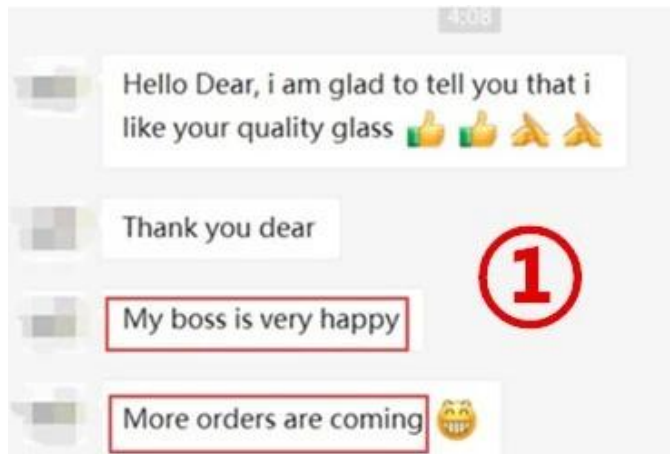 4:08
Hello Dear, i am glad to tell you that i
like your quality glass 👍 👍 🙏 🙏
Thank you dear
①
My boss is very happy
More orders are coming 😁